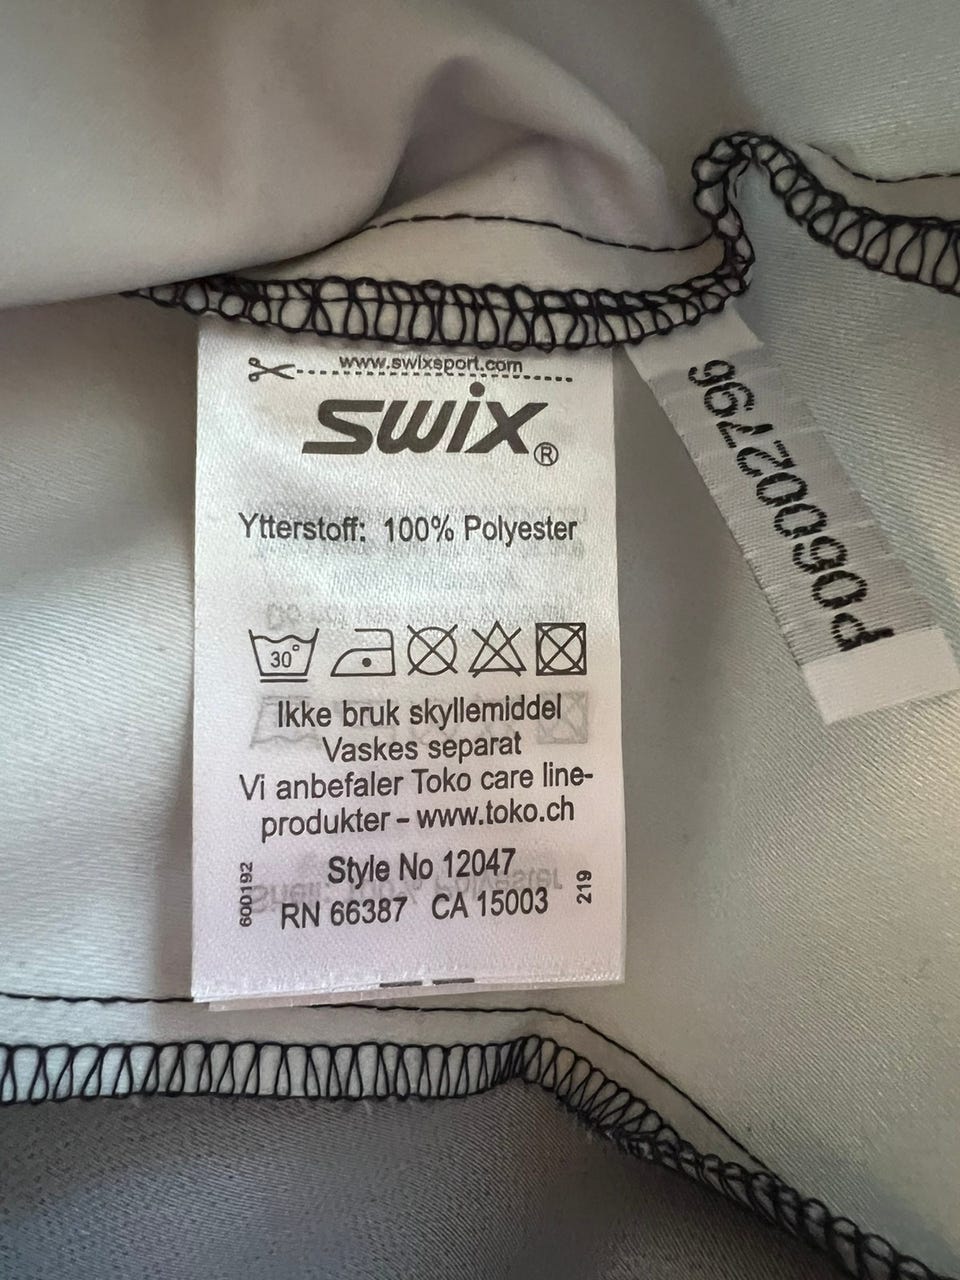 www.swixsport.com
swix®
Ytterstoff: 100% Polyester
30°
Ikke bruk skyllemiddel
Vaskes separat
Vi anbefaler Toko care line-
produkter – www.toko.ch
Style No 12047
RN 66387 CA 15003
600192
219
P06002796